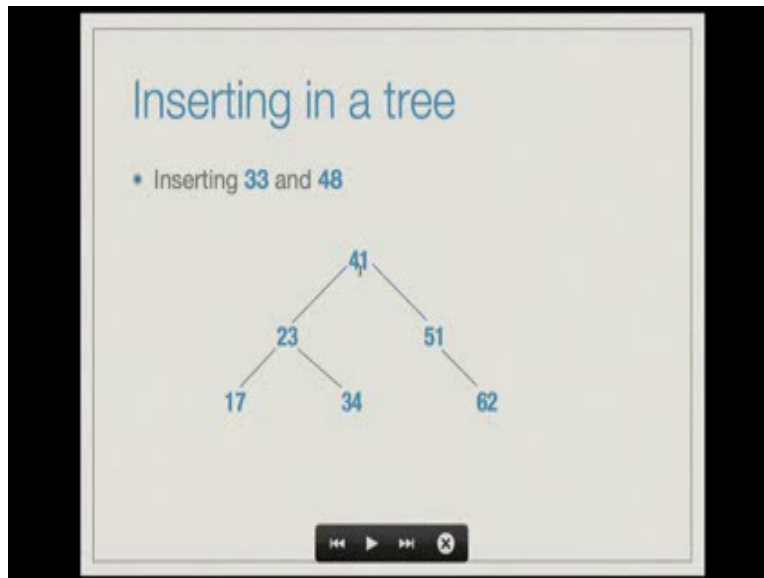 Inserting in a tree
• Inserting 33 and 48
41
23 51
17 34 62